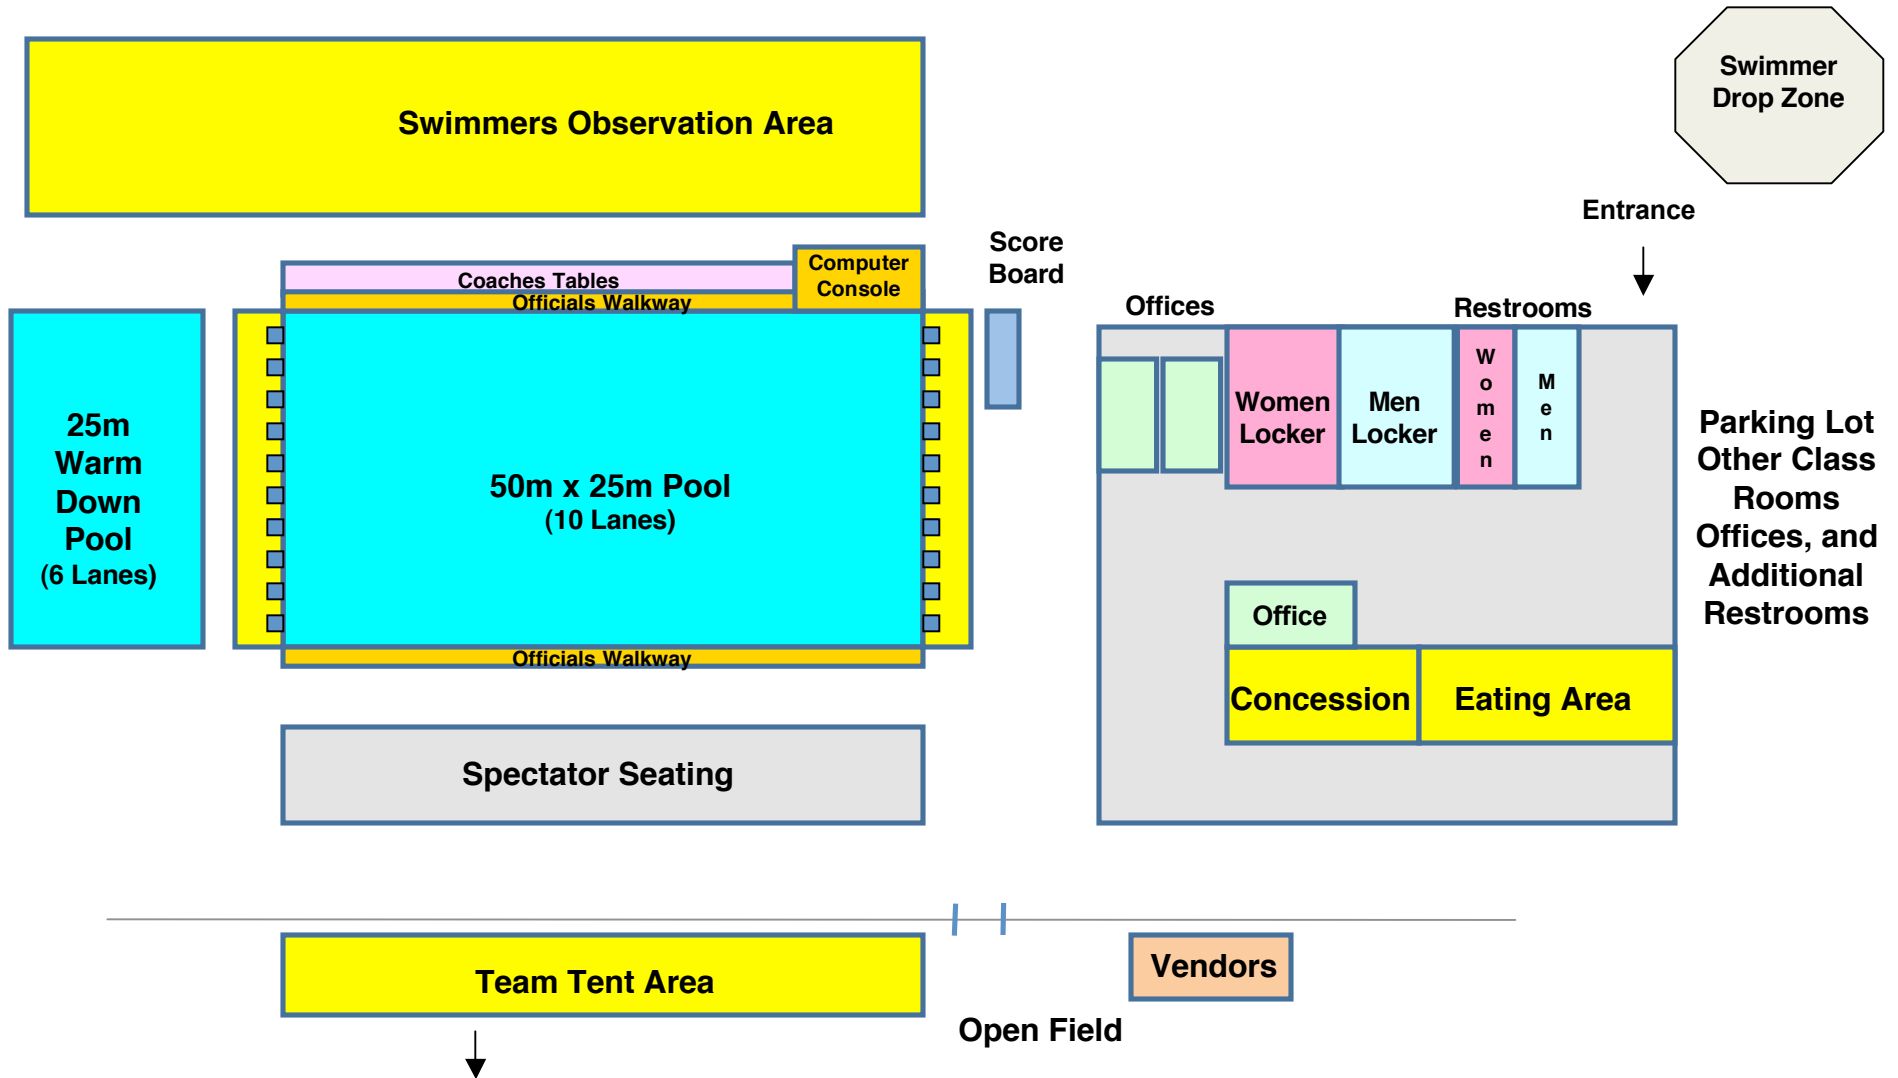 Swimmer
Drop Zone
Swimmers Observation Area
Entrance
Score
Board
Computer
Console
Coaches Tables
Officials Walkway
Offices
Restrooms
Women
Locker
Men
Locker
W
o
m
e
n
M
e
n
25m
Warm
Down
Pool
(6 Lanes)
50m x 25m Pool
(10 Lanes)
Parking Lot
Other Class
Rooms
Offices, and
Additional
Restrooms
Office
Officials Walkway
Concession
Eating Area
Spectator Seating
Team Tent Area
Vendors
Open Field